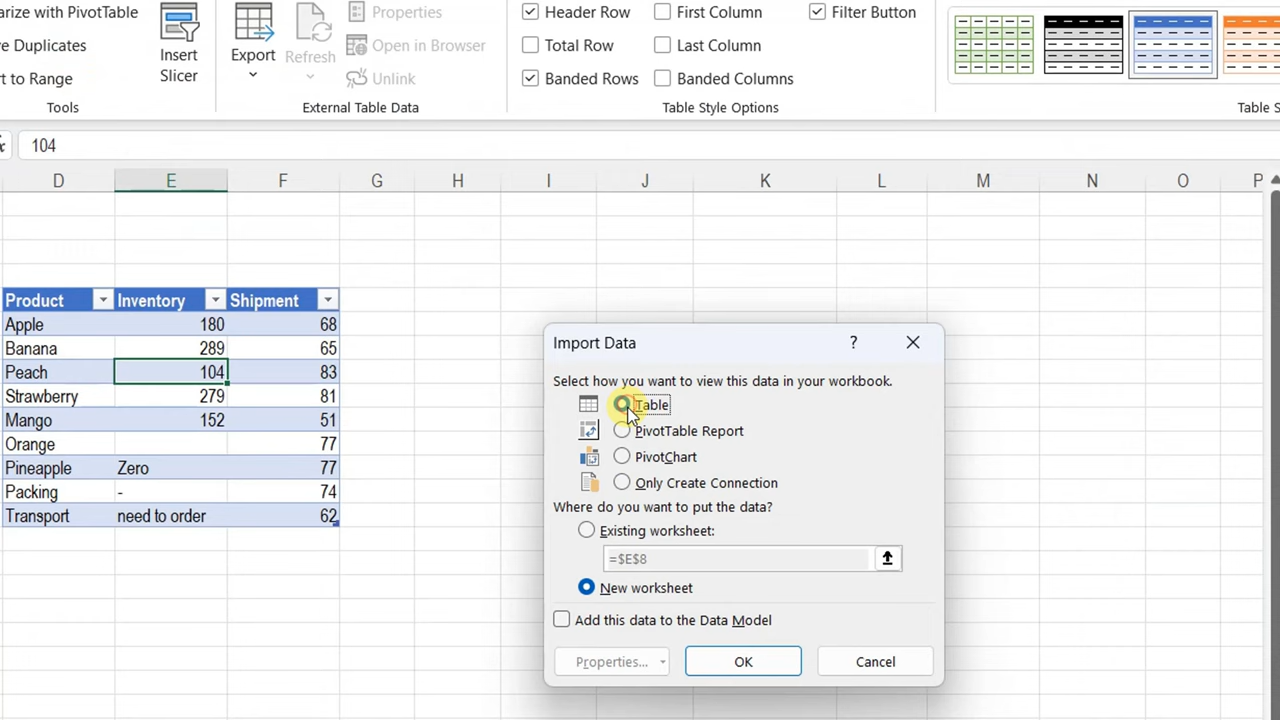 arize with PivotTable
ve Duplicates
rt to Range
Insert
Slicer
Tools
Export
Refresh
Properties
Open in Browser
Unlink
External Table Data
Header Row
First Column
Filter Button
Total Row
Last Column
Banded Rows
Banded Columns
Table Style Options
Table S
104
D E F G H I J K L M N O P
Product Inventory Shipment
Apple 180 68
Banana 289 65
Peach 104 83
Strawberry 279 81
Mango 152 51
Orange 77
Pineapple Zero 77
Packing - 74
Transport need to order 62
Import Data ?
Select how you want to view this data in your workbook.
Table
PivotTable Report
PivotChart
Only Create Connection
Where do you want to put the data?
Existing worksheet:
=$E$8
New worksheet
Add this data to the Data Model
Properties... OK Cancel